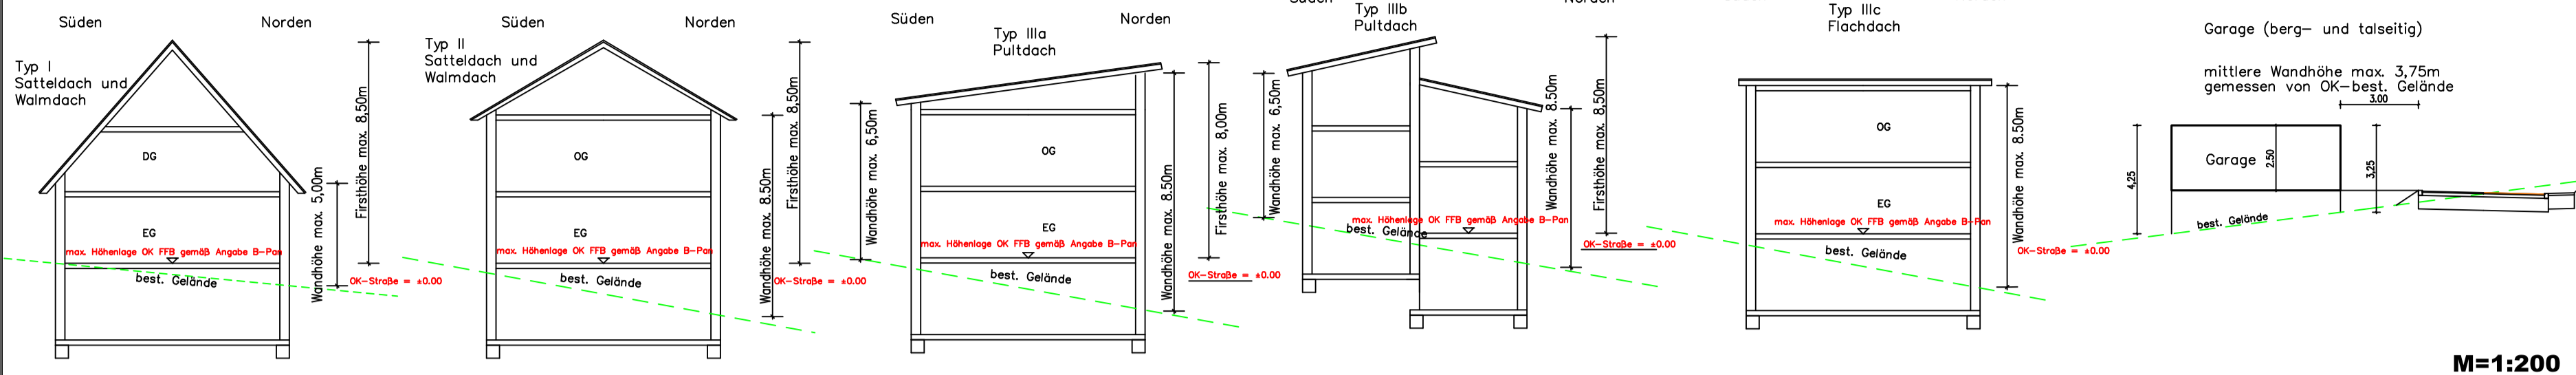 Süden
Norden
Typ I
Satteldach und
Walmdach
DG
EG
max. Höhenlage OK FFB gemäß Angabe B-Pan
best. Gelände
Wandhöhe max. 5,00m
Firsthöhe max. 8,50m
OK-Straße = ±0.00
Süden
Norden
Typ II
Satteldach und
Walmdach
OG
EG
max. Höhenlage OK FFB gemäß Angabe B-Pan
best. Gelände
Wandhöhe max. 8.50m
Firsthöhe max. 8,50m
OK-Straße = ±0.00
Süden
Norden
Typ IIIa
Pultdach
Wandhöhe max. 6,50m
OG
EG
max. Höhenlage OK FFB gemäß Angabe B-Pan
best. Gelände
Wandhöhe max. 8.50m
Firsthöhe max. 8,00m
OK-Straße = ±0.00
Süden
Norden
Typ IIIb
Pultdach
Wandhöhe max. 6,50m
max. Höhenlage OK FFB gemäß Angabe B-Pan
best. Gelände
Wandhöhe max. 8.50m
Firsthöhe max. 8,50m
OK-Straße = ±0.00
Typ IIIc
Flachdach
OG
EG
max. Höhenlage OK FFB gemäß Angabe B-Pan
best. Gelände
Wandhöhe max. 8.50m
OK-Straße = ±0.00
Garage (berg- und talseitig)
mittlere Wandhöhe max. 3,75m
gemessen von OK-best. Gelände
3.00
4,25
Garage
2.50
3,25
best. Gelände
M=1:200